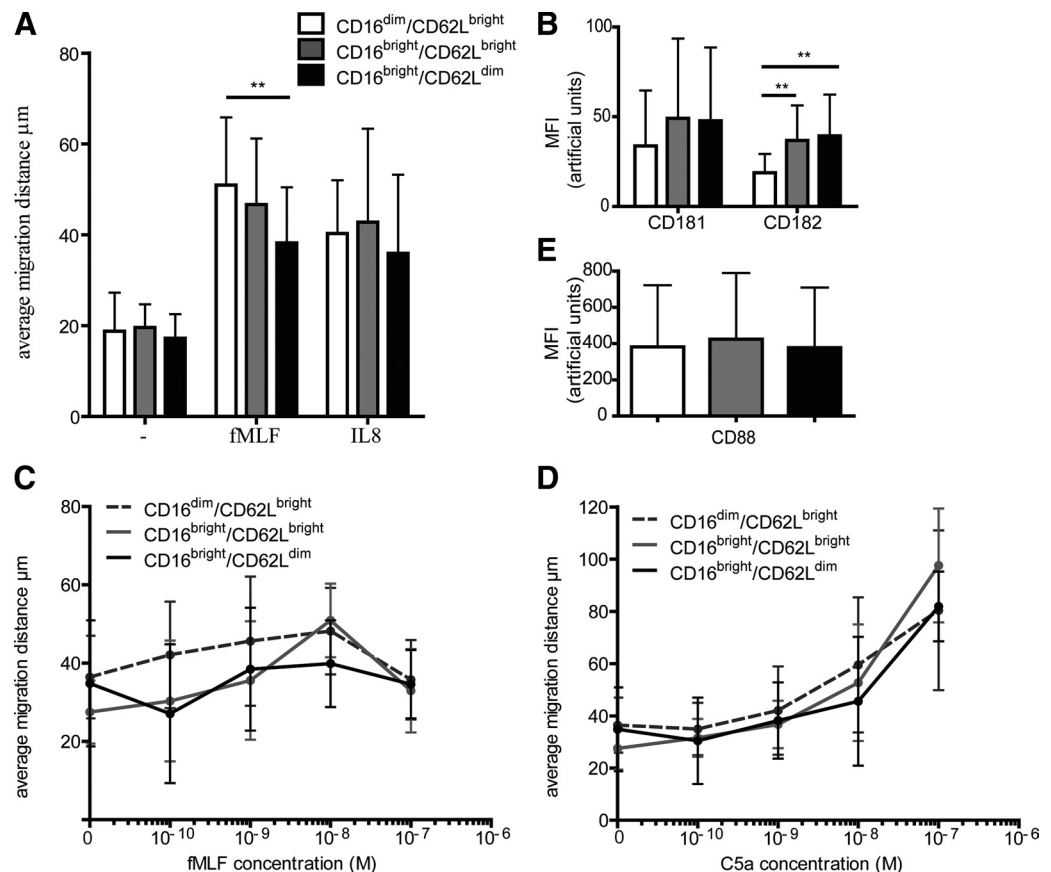 A
CD16dim/CD62Lbright
CD16bright/CD62Lbright
CD16bright/CD62Ldim
average migration distance µm
80
60
40
20
0
**
-
fMLF
IL8
B
MFI
(artificial units)
100
50
0
**
**
CD181
CD182
E
MFI
(artificial units)
800
600
400
200
0
CD88
C
CD16dim/CD62Lbright
CD16bright/CD62Lbright
CD16bright/CD62Ldim
average migration distance µm
80
60
40
20
0
10-10
10-9
10-8
10-7
10-6
fMLF concentration (M)
D
CD16dim/CD62Lbright
CD16bright/CD62Lbright
CD16bright/CD62Ldim
average migration distance µm
120
100
80
60
40
20
0
0
10-10
10-9
10-8
10-7
10-6
C5a concentration (M)